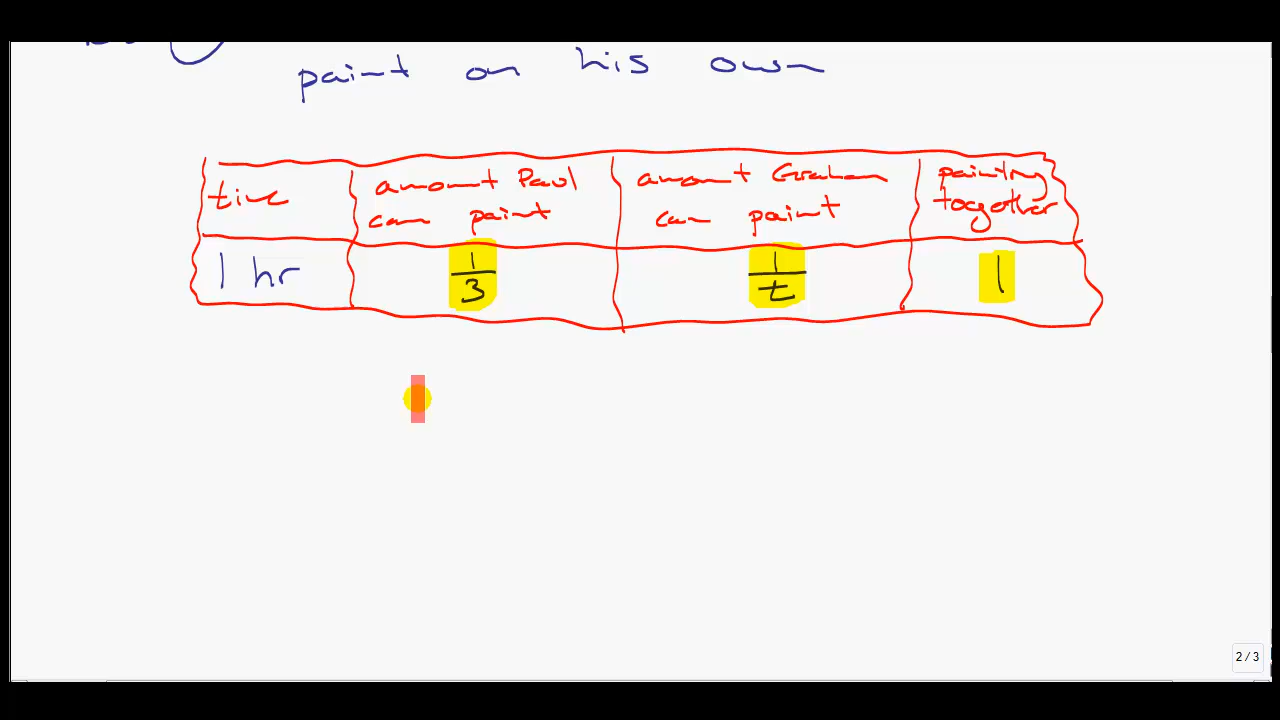 paint on his own
time
amount Paul
can paint
amount Graham
can paint
painting
together
1 hr
1
3
1
t
1
2 / 3